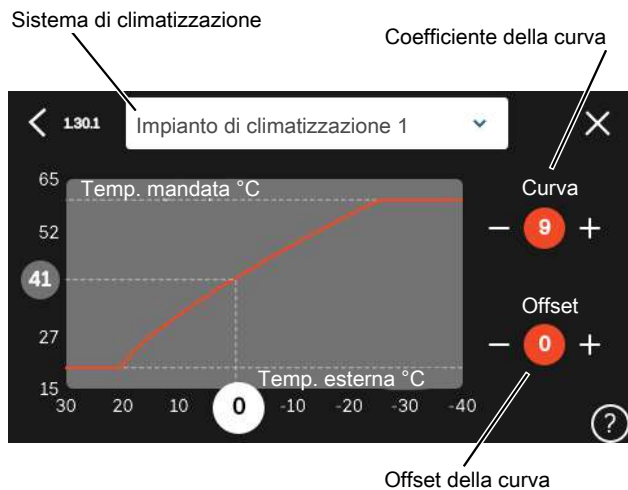 Sistema di climatizzazione
Coefficiente della curva
1.30.1
Impianto di climatizzazione 1
65
Temp. mandata °C
Curva
52
− 9 +
41
Offset
27
− 0 +
Temp. esterna °C
15
30 20 10 0 -10 -20 -30 -40
?
Offset della curva